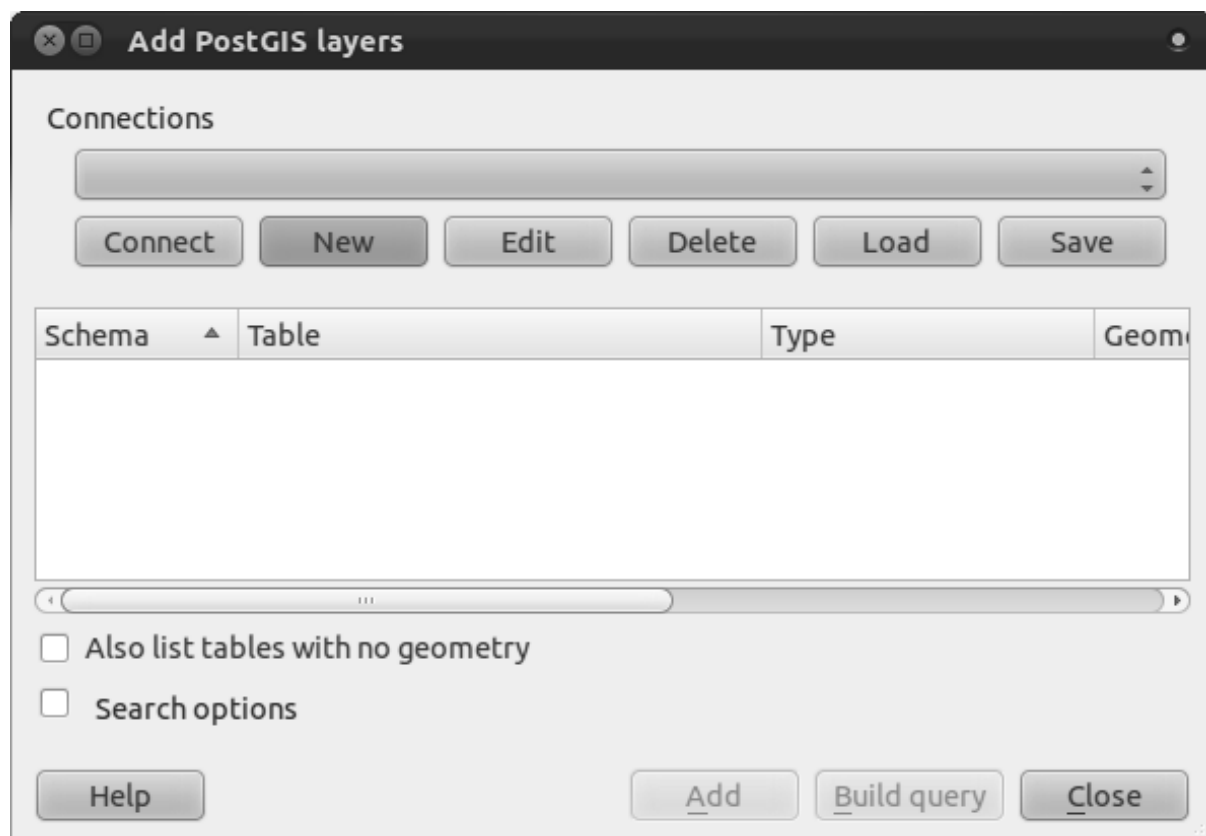 Add PostGIS layers
Connections
Connect New Edit Delete Load Save
Schema Table Type Geom
Also list tables with no geometry
Search options
Help Add Build query Close